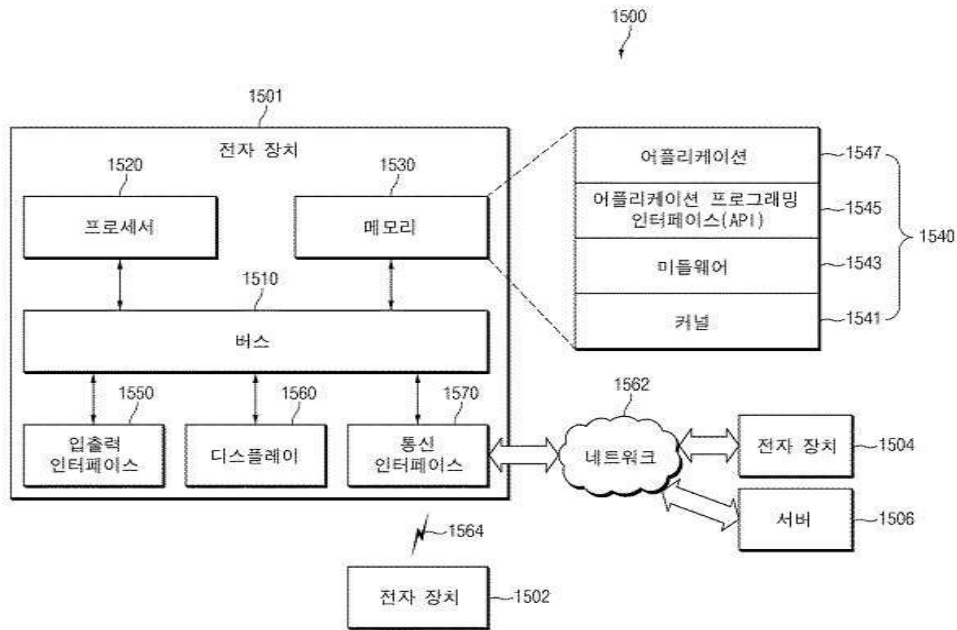 1500
1501
전자 장치
1520
1530
프로세서
메모리
1510
버스
1550
1560
1570
입출력
인터페이스
디스플레이
통신
인터페이스
어플리케이션
1547
어플리케이션 프로그래밍
인터페이스(API)
1545
미들웨어
1543
커널
1541
1540
1562
네트워크
전자 장치
1504
서버
1506
1564
전자 장치
1502